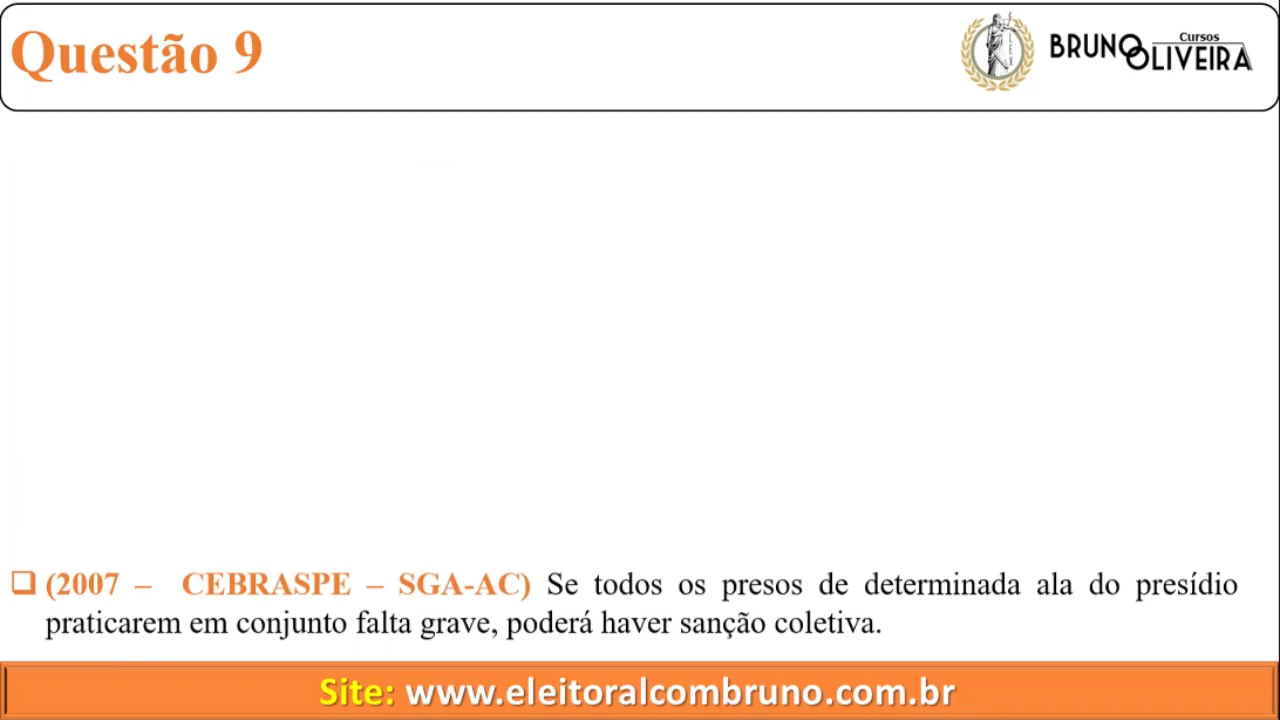 Questão 9
Cursos
BRUNO
OLIVEIRA
❑ (2007 – CEBRASPE – SGA-AC) Se todos os presos de determinada ala do presídio
praticarem em conjunto falta grave, poderá haver sanção coletiva.
Site: www.eleitoralcombruno.com.br